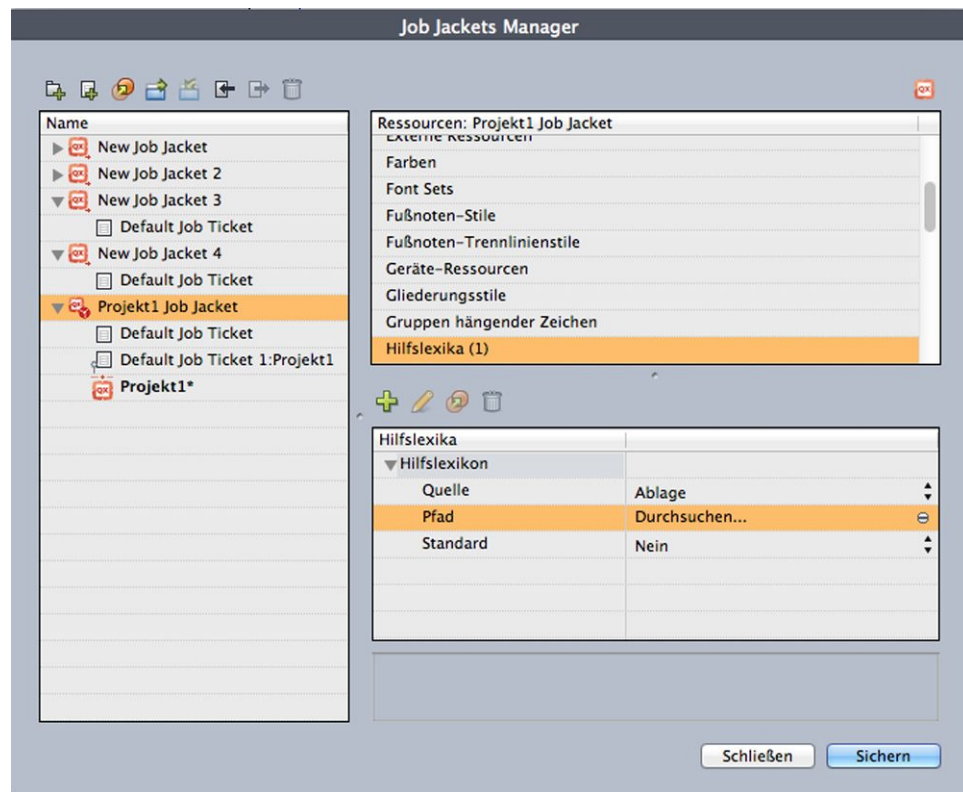 Job Jackets Manager
Name
New Job Jacket
New Job Jacket 2
New Job Jacket 3
Default Job Ticket
New Job Jacket 4
Default Job Ticket
Projekt1 Job Jacket
Default Job Ticket
Default Job Ticket 1:Projekt1
Projekt1*
Ressourcen: Projekt1 Job Jacket
Externe Ressourcen
Farben
Font Sets
Fußnoten-Stile
Fußnoten-Trennlinienstile
Geräte-Ressourcen
Gliederungsstile
Gruppen hängender Zeichen
Hilfslexika (1)
Hilfslexika
Hilfslexikon
Quelle Ablage
Pfad Durchsuchen...
Standard Nein
Schließen Sichern